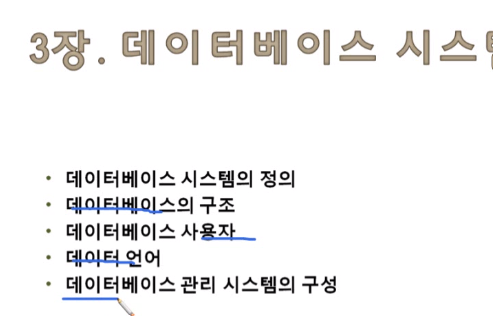 3장. 데이터베이스 시스
• 데이터베이스 시스템의 정의
• 데이터베이스의 구조
• 데이터베이스 사용자
• 데이터 언어
• 데이터베이스 관리 시스템의 구성